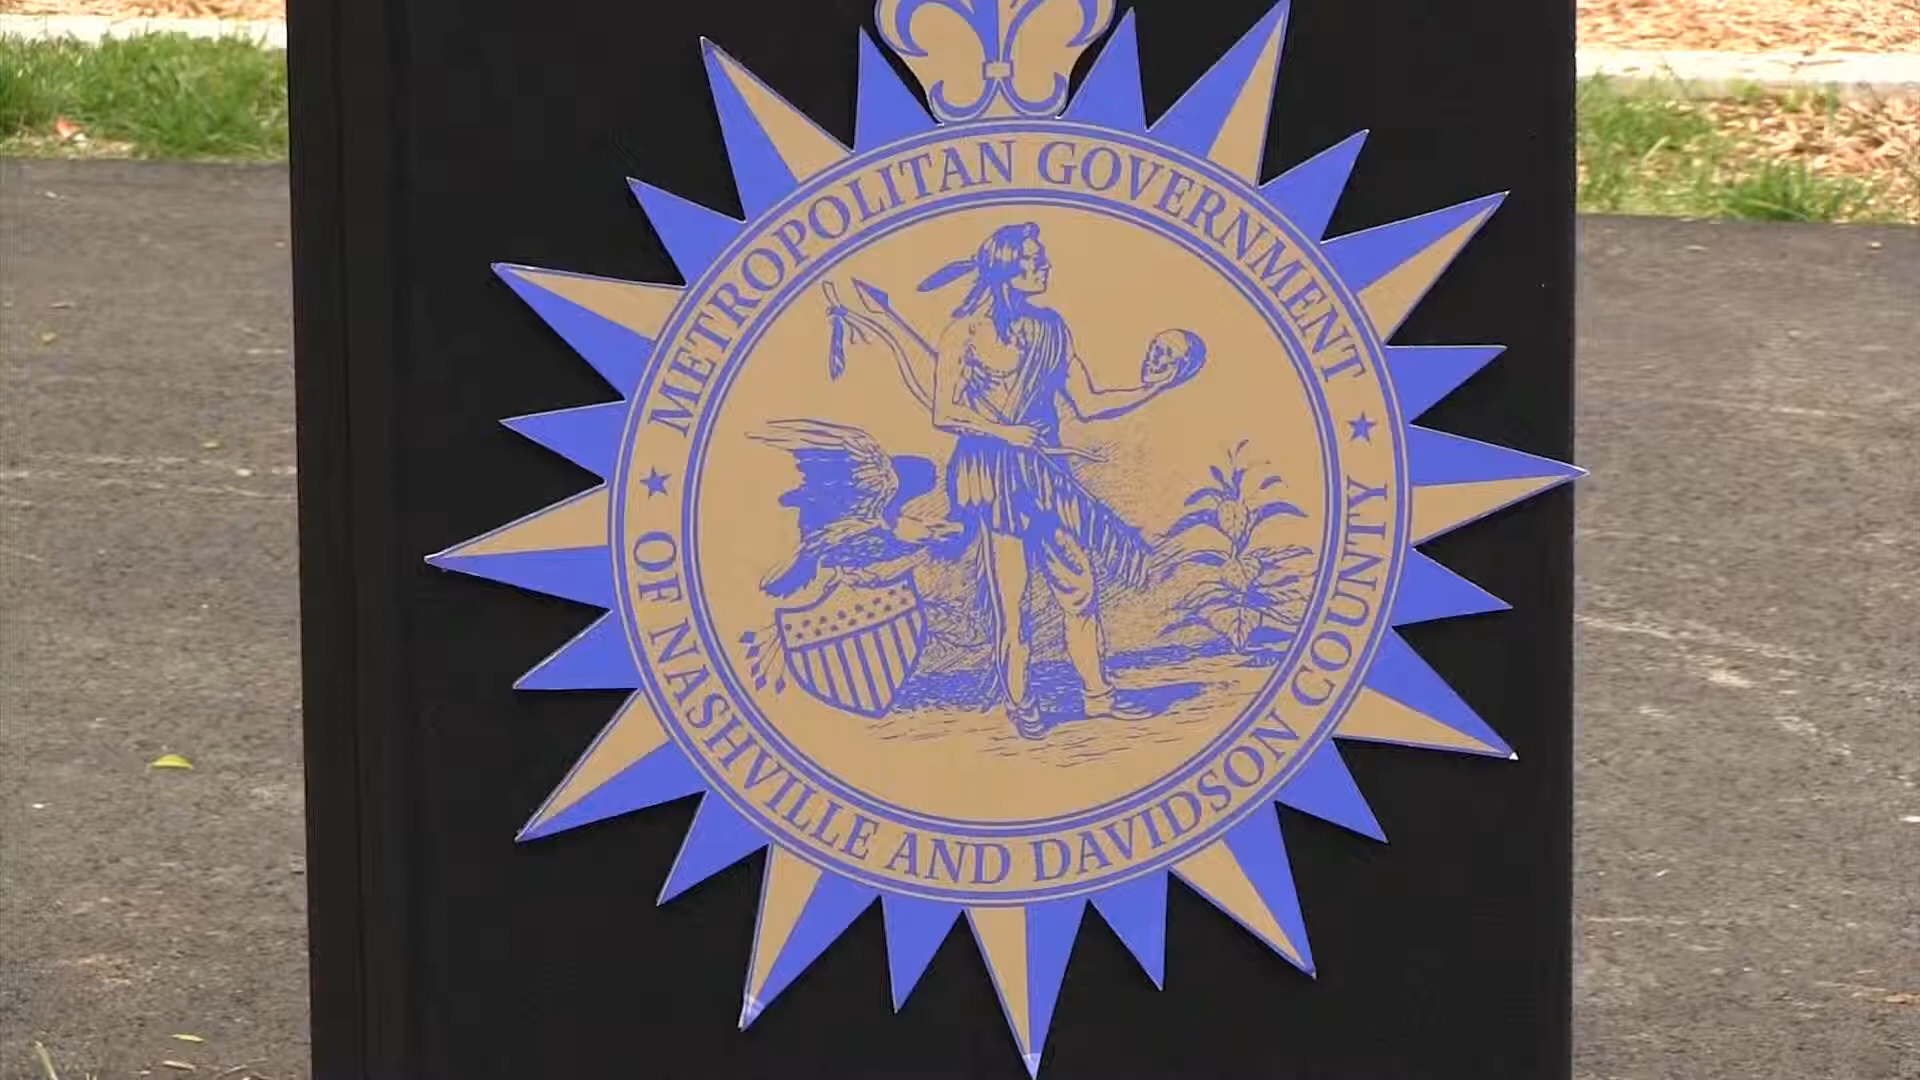 METROPOLITAN GOVERNMENT
★ OF NASHVILLE AND DAVIDSON COUNTY ★